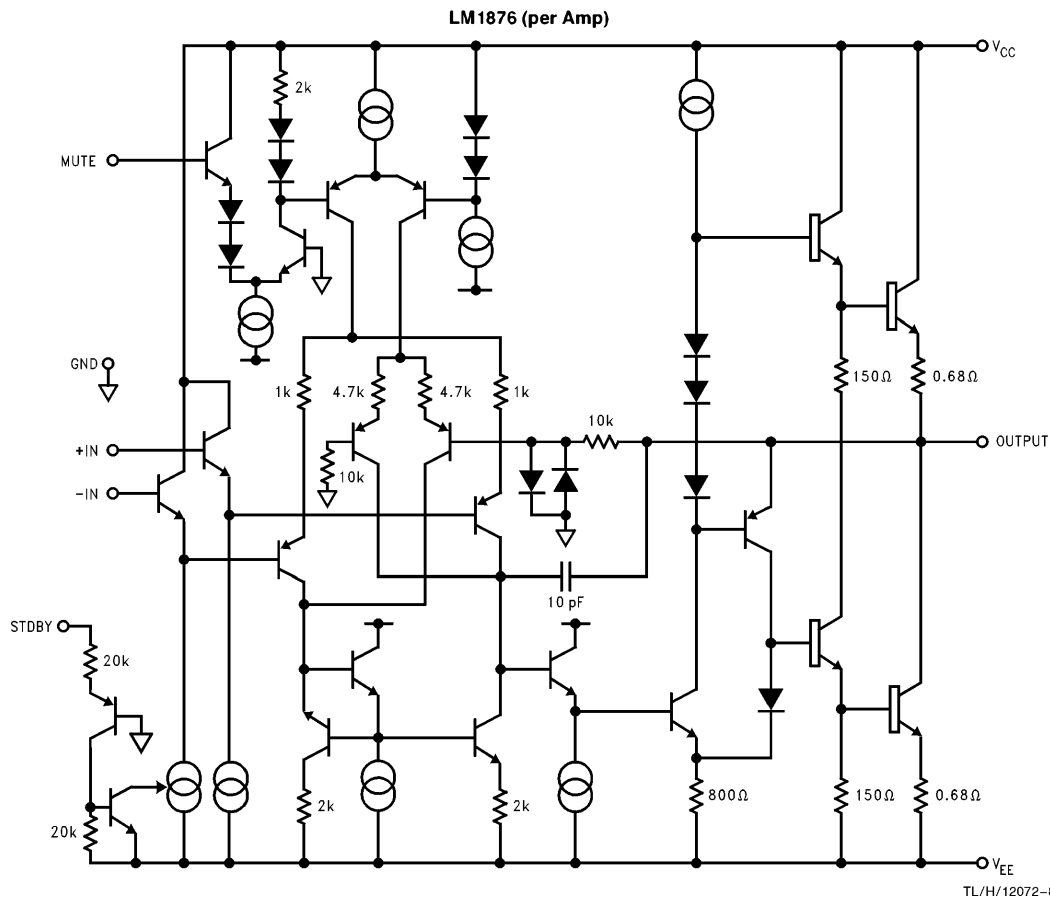 LM1876 (per Amp)
VCC
2k
MUTE
GND
1k
4.7k
4.7k
1k
10k
150Ω
0.68Ω
+IN
OUTPUT
10k
-IN
10 pF
STDBY
20k
20k
2k
2k
800Ω
150Ω
0.68Ω
VEE